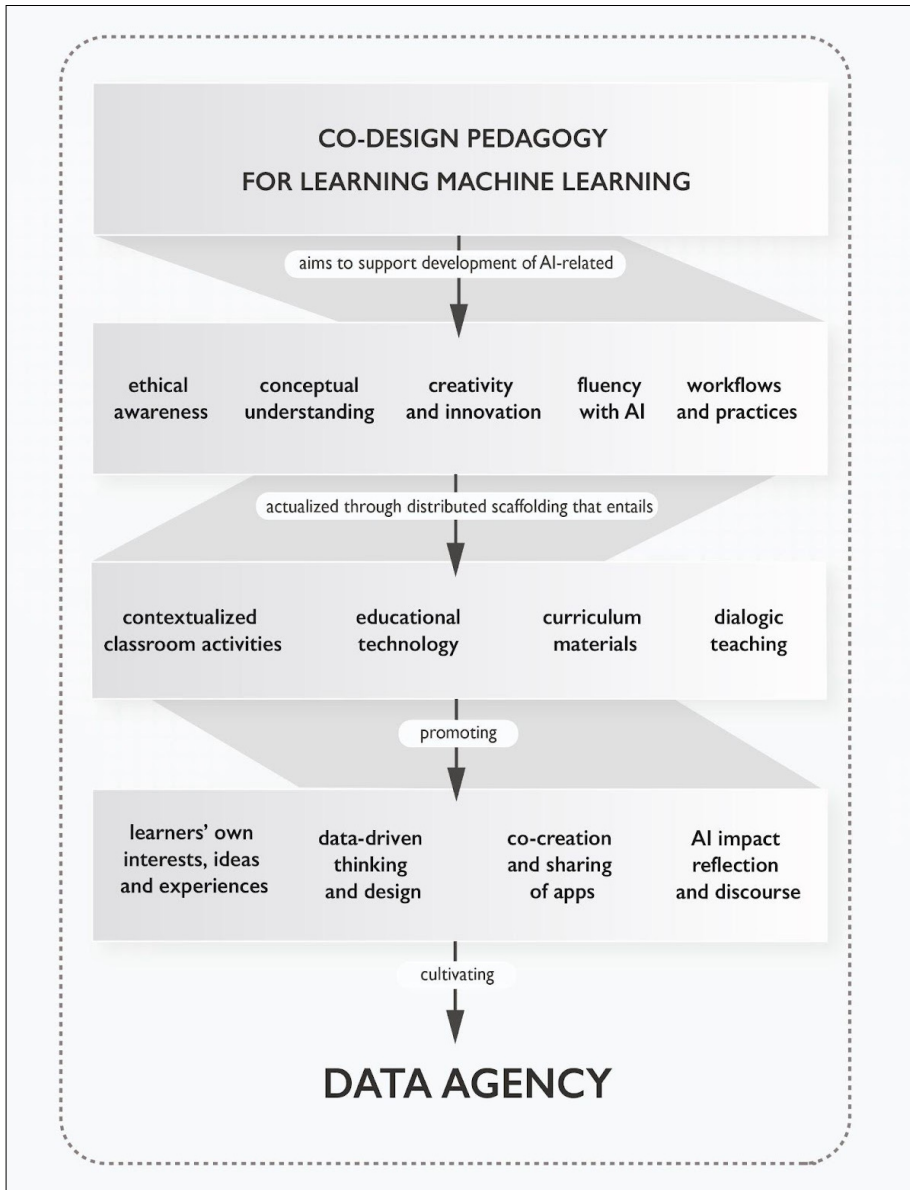 CO-DESIGN PEDAGOGY
FOR LEARNING MACHINE LEARNING
aims to support development of AI-related
ethical
awareness
conceptual
understanding
creativity
and innovation
fluency
with AI
workflows
and practices
actualized through distributed scaffolding that entails
contextualized
classroom activities
educational
technology
curriculum
materials
dialogic
teaching
promoting
learners’ own
interests, ideas
and experiences
data-driven
thinking
and design
co-creation
and sharing
of apps
AI impact
reflection
and discourse
cultivating
DATA AGENCY